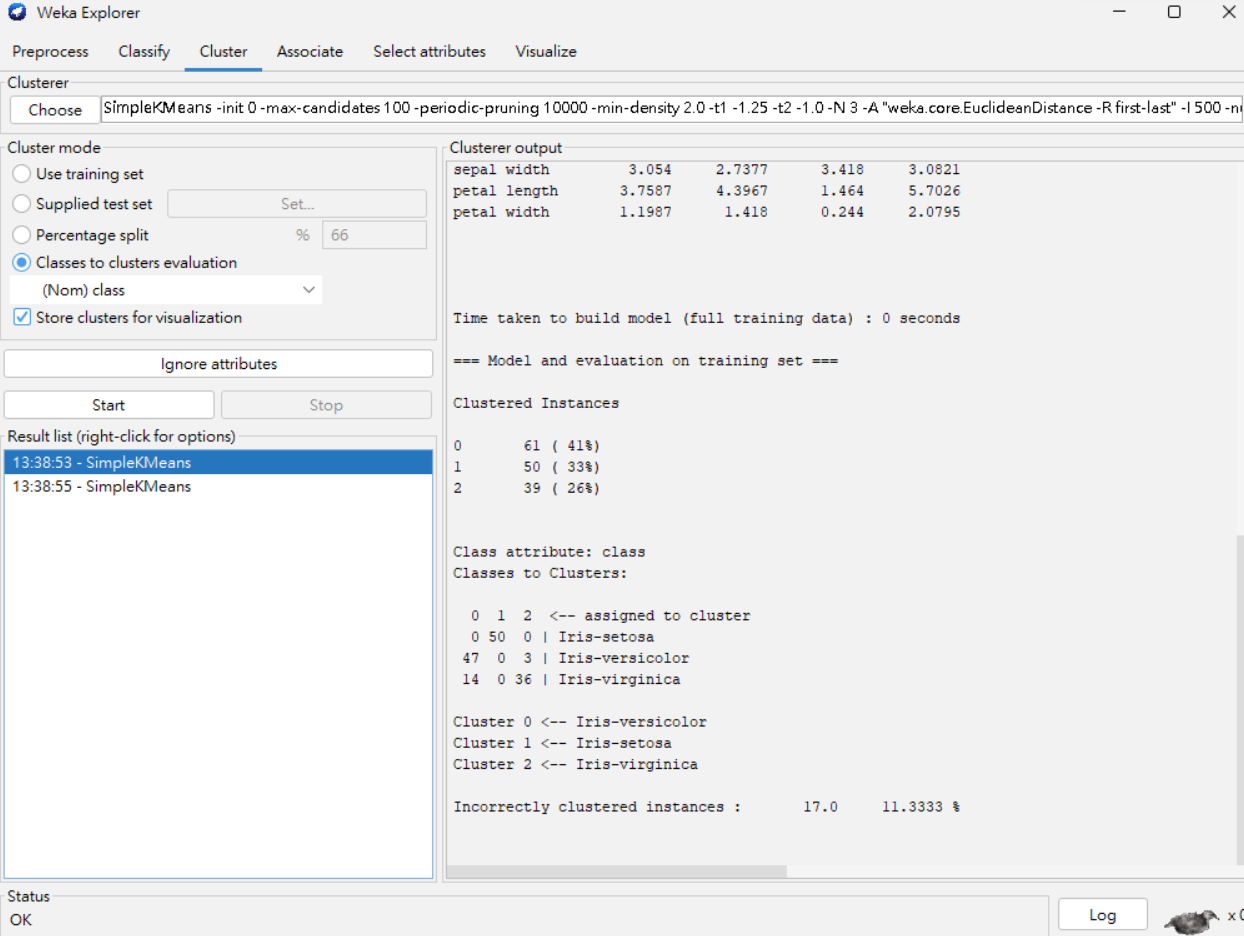 Weka Explorer
Preprocess Classify Cluster Associate Select attributes Visualize
Clusterer
Choose SimpleKMeans -init 0 -max-candidates 100 -periodic-pruning 10000 -min-density 2.0 -t1 -1.25 -t2 -1.0 -N 3 -A "weka.core.EuclideanDistance -R first-last" -I 500
Cluster mode
Use training set
Supplied test set Set...
Percentage split % 66
Classes to clusters evaluation
(Nom) class
Store clusters for visualization
Ignore attributes
Start Stop
Result list (right-click for options)
13:38:53 - SimpleKMeans
13:38:55 - SimpleKMeans
Clusterer output
sepal width 3.054 2.7377 3.418 3.0821
petal length 3.7587 4.3967 1.464 5.7026
petal width 1.1987 1.418 0.244 2.0795
Time taken to build model (full training data) : 0 seconds
=== Model and evaluation on training set ===
Clustered Instances
0 61 ( 41%)
1 50 ( 33%)
2 39 ( 26%)
Class attribute: class
Classes to Clusters:
0 1 2 <-- assigned to cluster
0 50 0 | Iris-setosa
47 0 3 | Iris-versicolor
14 0 36 | Iris-virginica
Cluster 0 <-- Iris-versicolor
Cluster 1 <-- Iris-setosa
Cluster 2 <-- Iris-virginica
Incorrectly clustered instances : 17.0 11.3333 %
Status
OK
Log
x 0